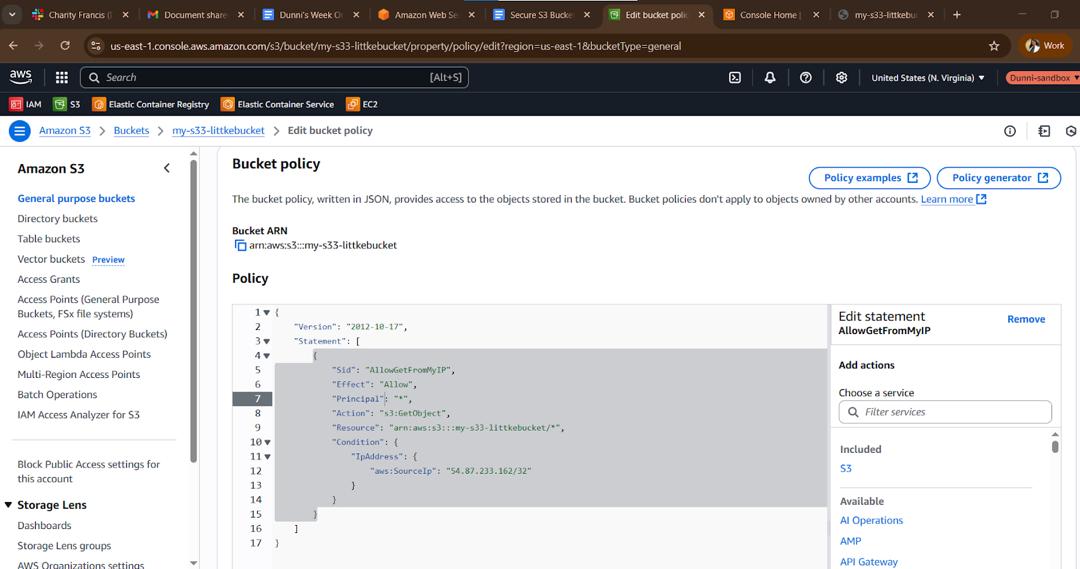 Charity Francis (
Document share
Dunni's Week O
Amazon Web Se
Secure S3 Bucke
Edit bucket poli
Console Home |
my-s33-littkebu
us-east-1.console.aws.amazon.com/s3/bucket/my-s33-littkebucket/property/policy/edit?region=us-east-1&bucketType=general
Work
aws
Search
[Alt+S]
United States (N. Virginia)
Dunni-sandbox
IAM
S3
Elastic Container Registry
Elastic Container Service
EC2
Amazon S3 > Buckets > my-s33-littkebucket > Edit bucket policy
Amazon S3
General purpose buckets
Directory buckets
Table buckets
Vector buckets Preview
Access Grants
Access Points (General Purpose
Buckets, FSx file systems)
Access Points (Directory Buckets)
Object Lambda Access Points
Multi-Region Access Points
Batch Operations
IAM Access Analyzer for S3
Block Public Access settings for
this account
Storage Lens
Dashboards
Storage Lens groups
AWS Organizations settings
Bucket policy
Policy examples
Policy generator
The bucket policy, written in JSON, provides access to the objects stored in the bucket. Bucket policies don't apply to objects owned by other accounts. Learn more
Bucket ARN
arn:aws:s3:::my-s33-littkebucket
Policy
1 {
2 "Version": "2012-10-17",
3 "Statement": [
4 {
5 "Sid": "AllowGetFromMyIP",
6 "Effect": "Allow",
7 "Principal": "*",
8 "Action": "s3:GetObject",
9 "Resource": "arn:aws:s3:::my-s33-littkebucket/*",
10 "Condition": {
11 "IpAddress": {
12 "aws:SourceIp": "54.87.233.162/32"
13 }
14 }
15 }
16 ]
17 }
Edit statement
AllowGetFromMyIP
Remove
Add actions
Choose a service
Filter services
Included
S3
Available
AI Operations
AMP
API Gateway